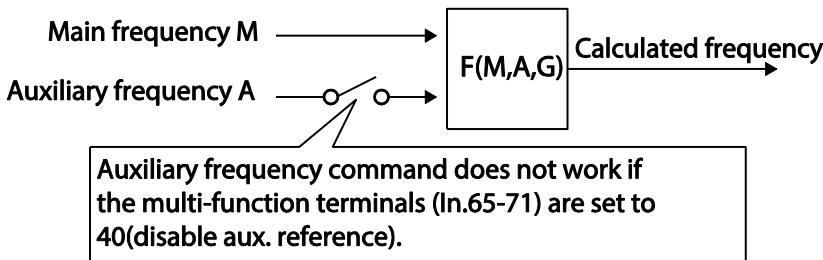 Main frequency M
Auxiliary frequency A
F(M,A,G)
Calculated frequency
Auxiliary frequency command does not work if
the multi-function terminals (In.65-71) are set to
40(disable aux. reference).